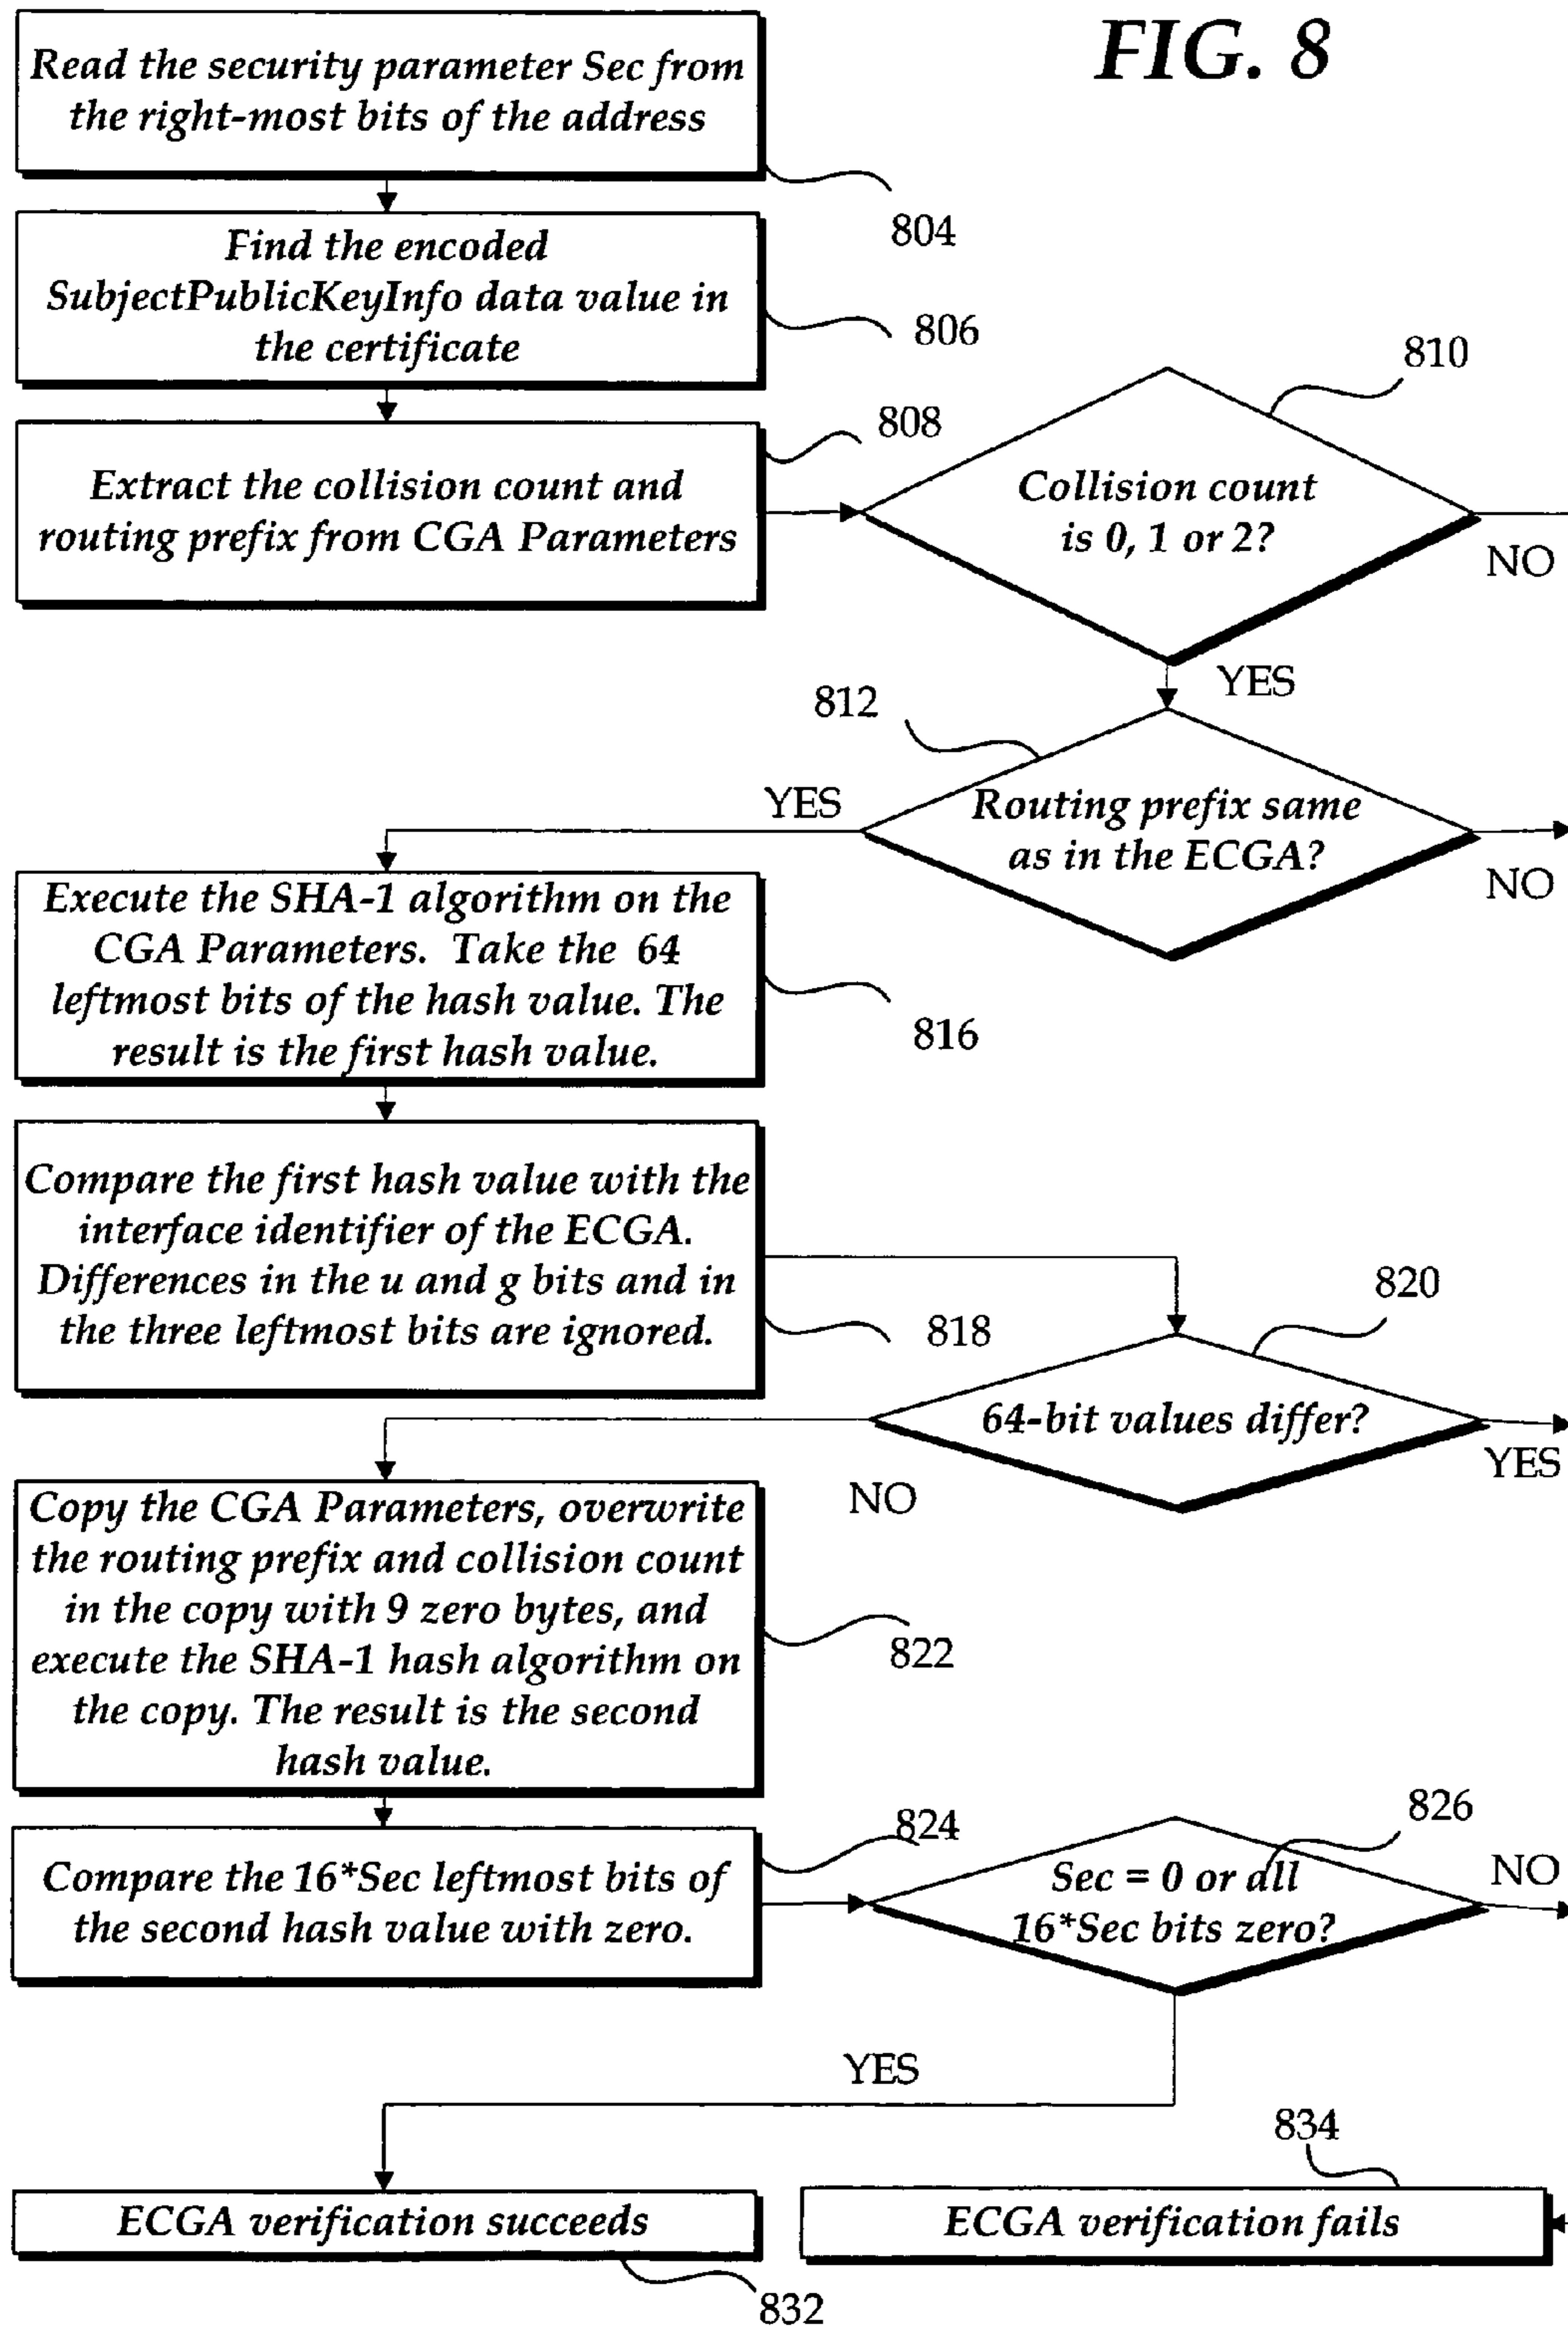 FIG. 8
Read the security parameter Sec from
the right-most bits of the address
804
Find the encoded
SubjectPublicKeyInfo data value in
the certificate
806
808
Extract the collision count and
routing prefix from CGA Parameters
810
Collision count
is 0, 1 or 2?
NO
YES
812
Routing prefix same
as in the ECGA?
YES
NO
Execute the SHA-1 algorithm on the
CGA Parameters. Take the 64
leftmost bits of the hash value. The
result is the first hash value.
816
Compare the first hash value with the
interface identifier of the ECGA.
Differences in the u and g bits and in
the three leftmost bits are ignored.
818
820
64-bit values differ?
YES
NO
Copy the CGA Parameters, overwrite
the routing prefix and collision count
in the copy with 9 zero bytes, and
execute the SHA-1 hash algorithm on
the copy. The result is the second
hash value.
822
824
Compare the 16*Sec leftmost bits of
the second hash value with zero.
826
Sec = 0 or all
16*Sec bits zero?
NO
YES
ECGA verification succeeds
832
834
ECGA verification fails